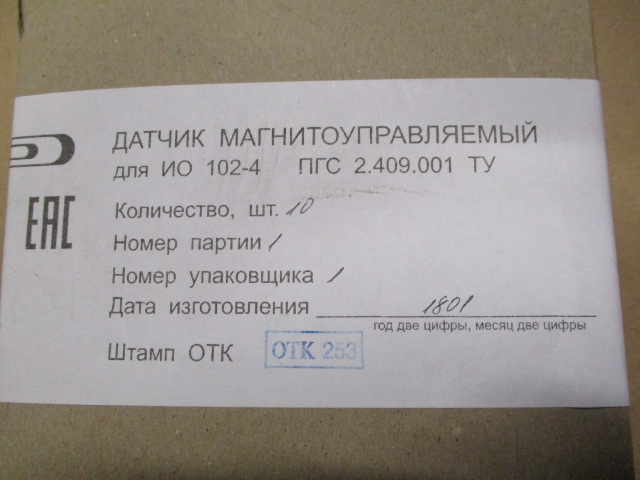 ДАТЧИК МАГНИТОУПРАВЛЯЕМЫЙ
для ИО 102-4 ПГС 2.409.001 ТУ
EAC
Количество, шт. 10
Номер партии 1
Номер упаковщика 1
Дата изготовления 1801
год две цифры, месяц две цифры
Штамп ОТК ОТК 253